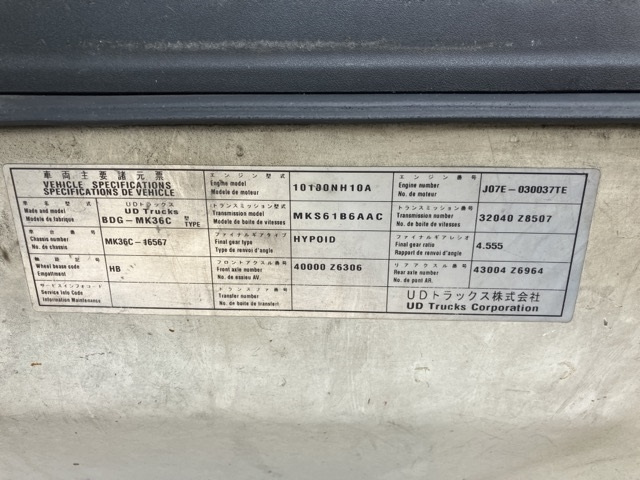 車両主要諸元票
VEHICLE SPECIFICATIONS
SPECIFICATIONS DE VEHICLE
車名型式
Made and model
Modele de fabrique
UDトラックス
UD Trucks
BDG-MK36C
型
TYPE
車台番号
Chassis number
No. de chassis
MK36C-16567
軸距記号
Wheel base code
Empattement
HB
サービスインフォコード
Service Info Code
Information Maintenance
エンジン型式
Engine model
Modele de moteur
10180NH10A
トランスミッション型式
Transmission model
No. de boite de vitesses
MKS61B6AAC
ファイナルギアタイプ
Final gear type
Type de renvoi d'angle
HYPOID
フロントアクスル番号
Front axle number
No. de essieu AV.
40000 Z6306
トランスファ番号
Transfer number
No. de boite de transfert
エンジン番号
Engine number
No. de moteur
J07E-030037TE
トランスミッション番号
Transmission number
No de boite de vitesses
32040 Z8507
ファイナルギアレシオ
Final gear ratio
Rapport de renvoi d'angle
4.555
リアアクスル番号
Rear axle number
No. de pont AR.
43004 Z6964
UDトラックス株式会社
UD Trucks Corporation